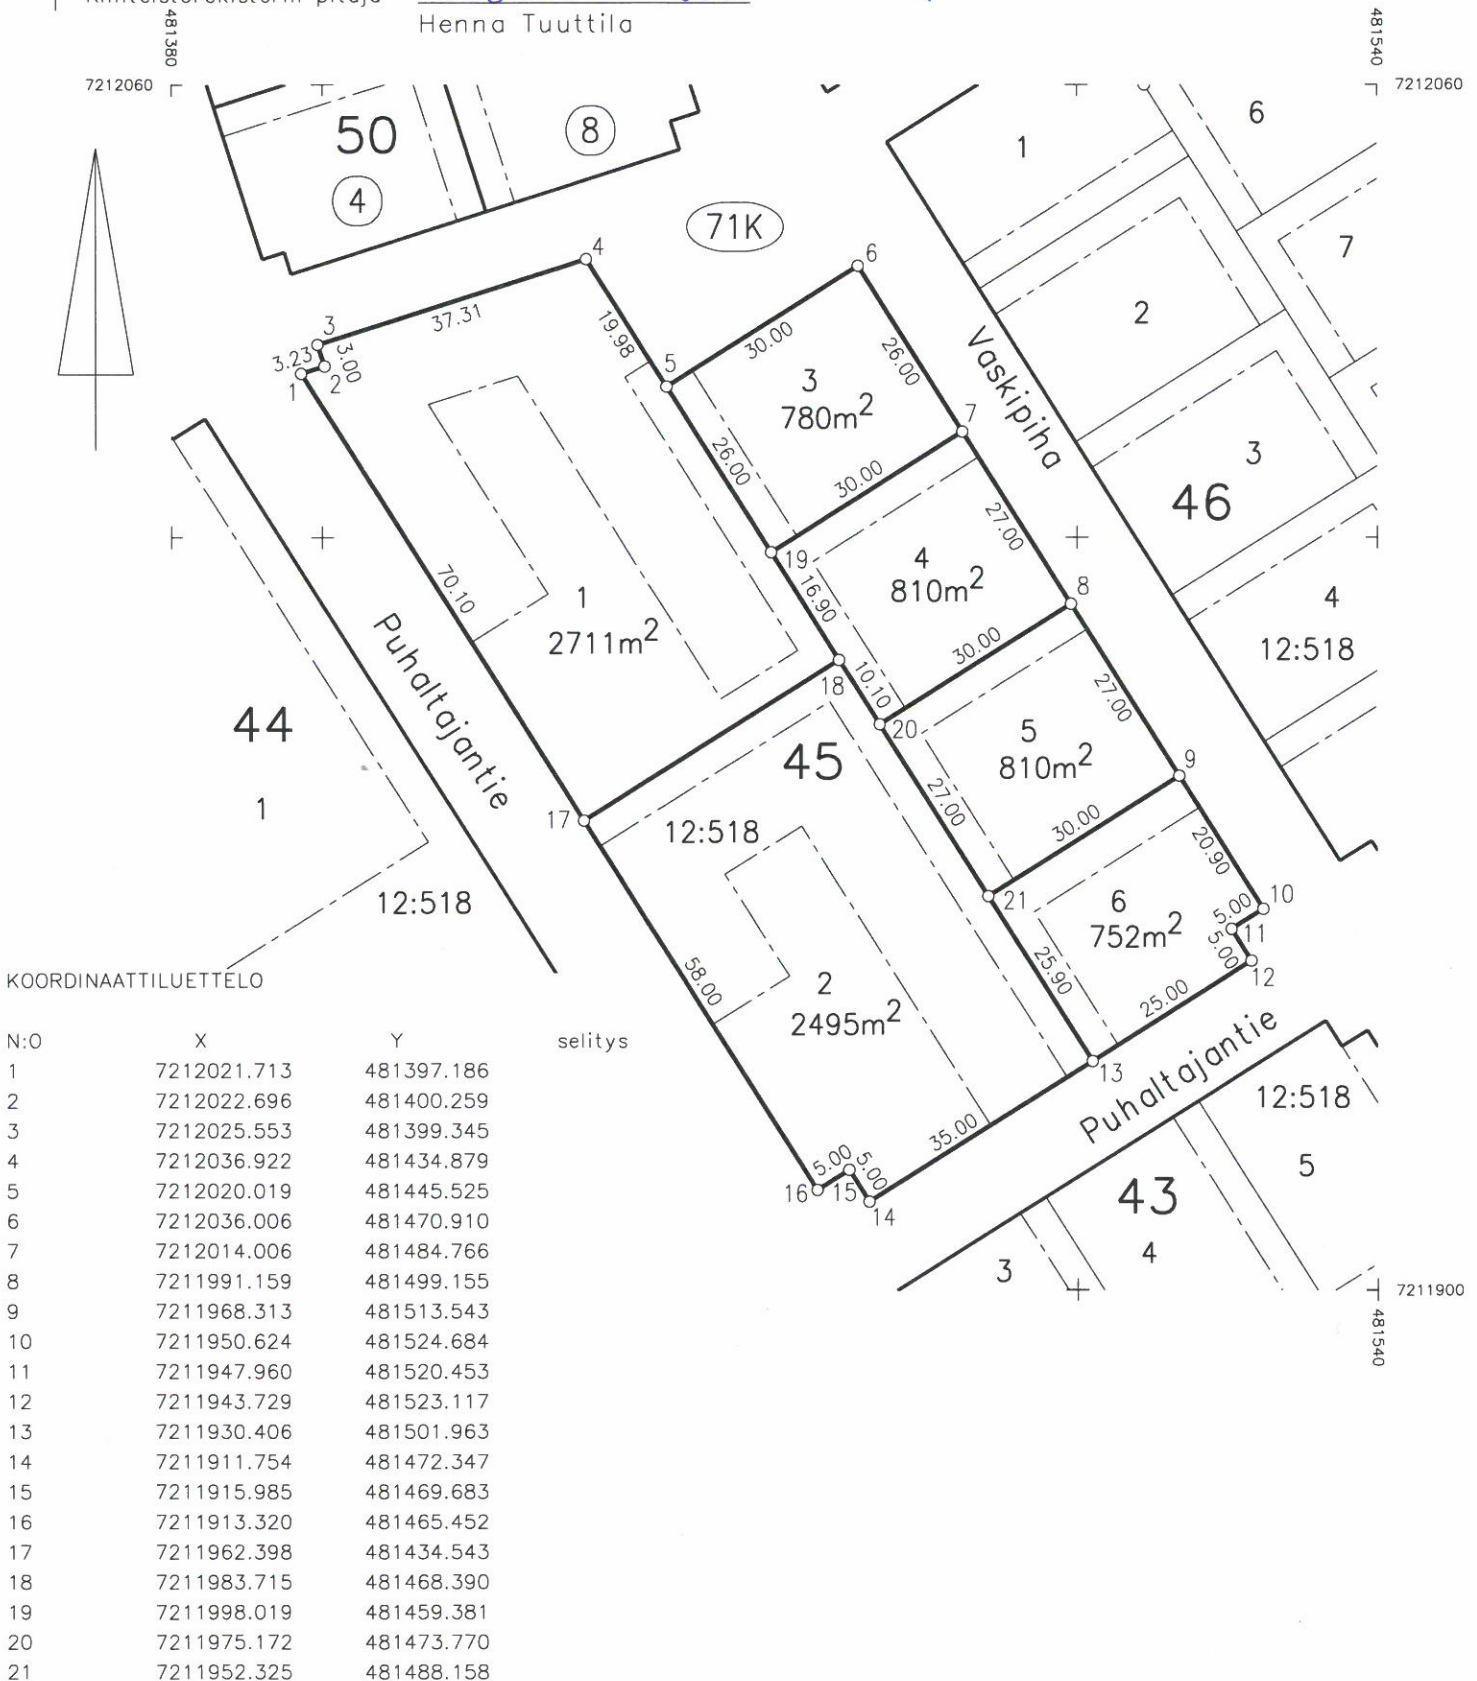 Henna Tuuttila
481380
481540
7212060
7212060
50
8
4
71K
1
6
7
2
3
46
4
12:518
Vaskipiha
4
6
3
37.31
19.98
5
30.00
26.00
3.23
3.00
1
2
3
780m2
7
26.00
30.00
27.00
19
4
810m2
8
16.90
30.00
70.10
1
2711m2
Puhaltajantie
18
10.10
20
27.00
44
1
12:518
45
5
810m2
9
17
12:518
27.00
30.00
20.90
21
6
752m2
10
5.00
11
5.00
12
58.00
2
2495m2
25.90
25.00
13
Puhaltajantie
12:518
35.00
5.00
5.00
16
15
14
43
5
3
4
7211900
481540
KOORDINAATTILUETTELO
N:O X Y selitys
1 7212021.713 481397.186
2 7212022.696 481400.259
3 7212025.553 481399.345
4 7212036.922 481434.879
5 7212020.019 481445.525
6 7212036.006 481470.910
7 7212014.006 481484.766
8 7211991.159 481499.155
9 7211968.313 481513.543
10 7211950.624 481524.684
11 7211947.960 481520.453
12 7211943.729 481523.117
13 7211930.406 481501.963
14 7211911.754 481472.347
15 7211915.985 481469.683
16 7211913.320 481465.452
17 7211962.398 481434.543
18 7211983.715 481468.390
19 7211998.019 481459.381
20 7211975.172 481473.770
21 7211952.325 481488.158